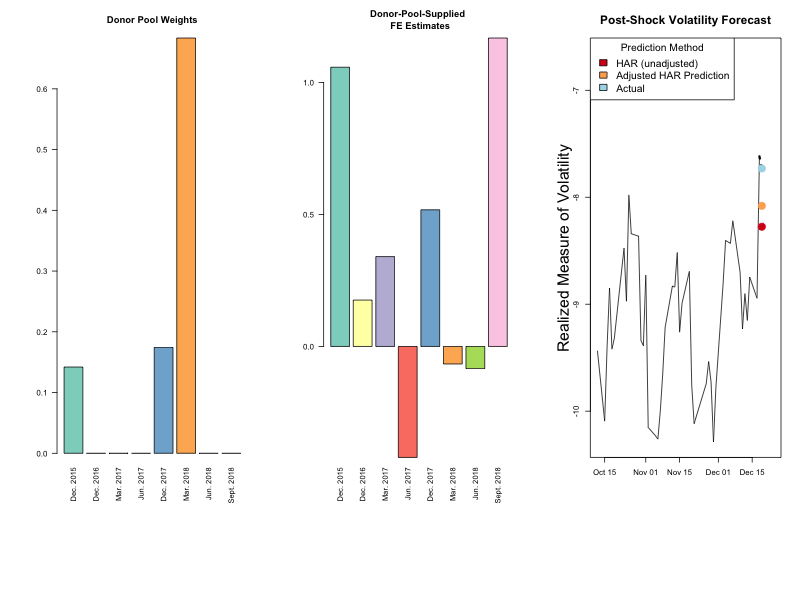 Donor Pool Weights
0.6
0.5
0.4
0.3
0.2
0.1
0.0
Dec. 2015
Dec. 2016
Mar. 2017
Jun. 2017
Dec. 2017
Mar. 2018
Jun. 2018
Sept. 2018
Donor-Pool-Supplied
FE Estimates
1.0
0.5
0.0
Dec. 2015
Dec. 2016
Mar. 2017
Jun. 2017
Dec. 2017
Mar. 2018
Jun. 2018
Sept. 2018
Post-Shock Volatility Forecast
Prediction Method
HAR (unadjusted)
Adjusted HAR Prediction
Actual
Realized Measure of Volatility
-7
-8
-9
-10
Oct 15
Nov 01
Nov 15
Dec 01
Dec 15